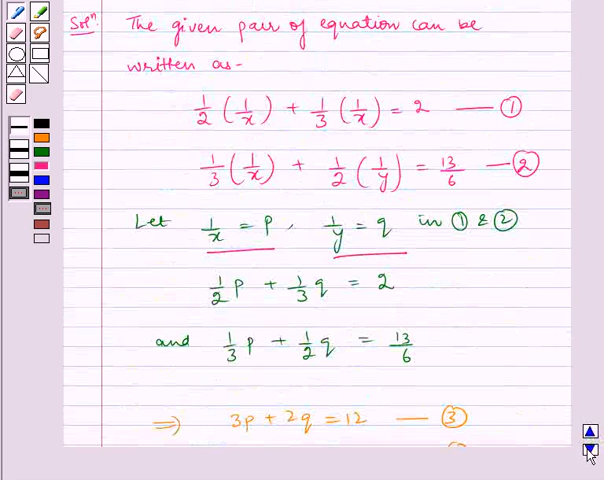 Solⁿ. The given pair of equation can be
written as-
1/2 (1/x) + 1/3 (1/x) = 2 —— ①
1/3 (1/x) + 1/2 (1/y) = 13/6 —②
Let 1/x = p, 1/y = q in ① & ②
1/2 p + 1/3 q = 2
and 1/3 p + 1/2 q = 13/6
⇒ 3p + 2q = 12 —— ③